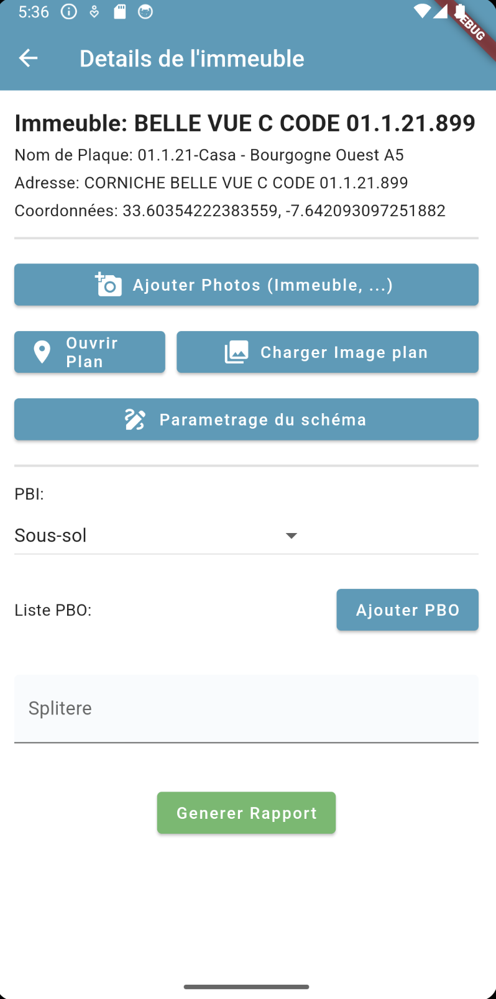 5:36
DEBUG
Details de l'immeuble
Immeuble: BELLE VUE C CODE 01.1.21.899
Nom de Plaque: 01.1.21-Casa - Bourgogne Ouest A5
Adresse: CORNICHE BELLE VUE C CODE 01.1.21.899
Coordonnées: 33.60354222383559, -7.642093097251882
Ajouter Photos (Immeuble, ...)
Ouvrir
Plan
Charger Image plan
Parametrage du schéma
PBI:
Sous-sol
Liste PBO:
Ajouter PBO
Splitere
Generer Rapport